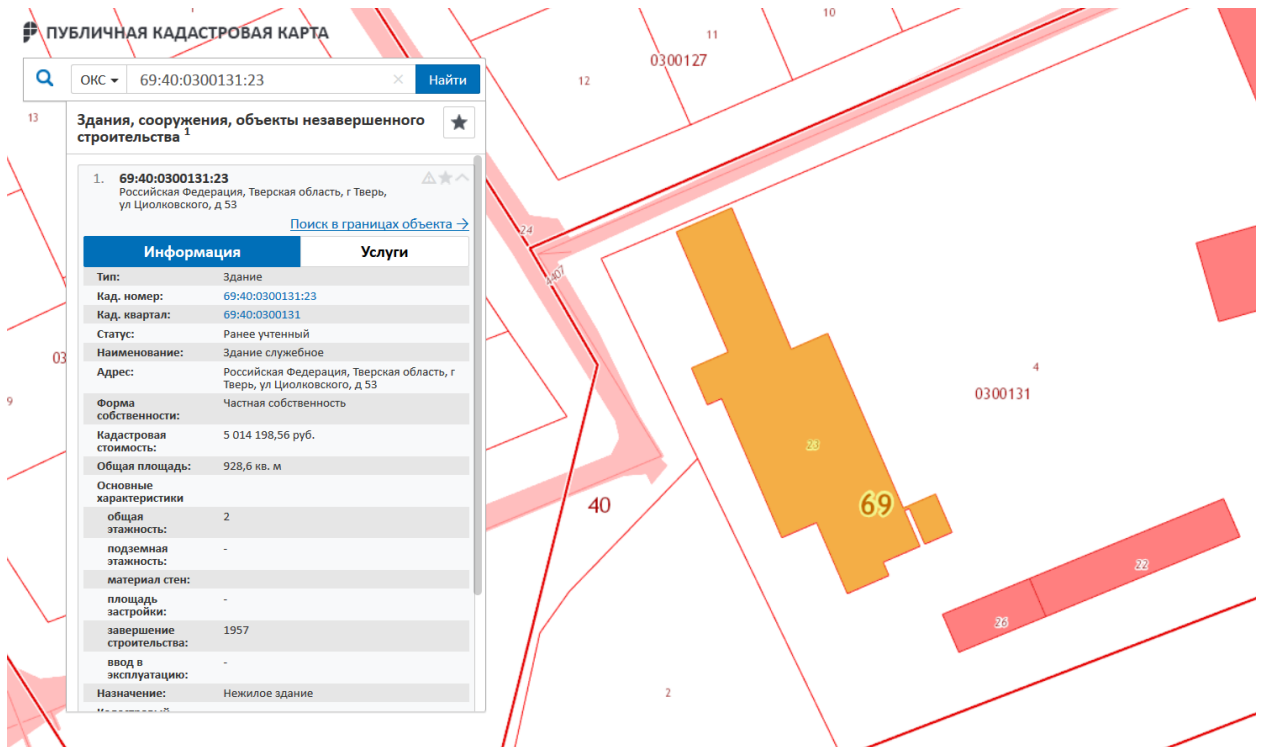 ПУБЛИЧНАЯ КАДАСТРОВАЯ КАРТА
ОКС 69:40:0300131:23 × Найти
Здания, сооружения, объекты незавершенного
строительства 1
1. 69:40:0300131:23
Российская Федерация, Тверская область, г Тверь,
ул Циолковского, д 53
Поиск в границах объекта →
Информация Услуги
Тип: Здание
Кад. номер: 69:40:0300131:23
Кад. квартал: 69:40:0300131
Статус: Ранее учтенный
Наименование: Здание служебное
Адрес: Российская Федерация, Тверская область, г
Тверь, ул Циолковского, д 53
Форма
собственности: Частная собственность
Кадастровая
стоимость: 5 014 198,56 руб.
Общая площадь: 928,6 кв. м
Основные
характеристики
общая
этажность: 2
подземная
этажность: -
материал стен:
площадь
застройки: -
завершение
строительства: 1957
ввод в
эксплуатацию: -
Назначение: Нежилое здание
10
11
0300127
12
13
24
4407
03
9
4
0300131
23
69
40
22
26
2